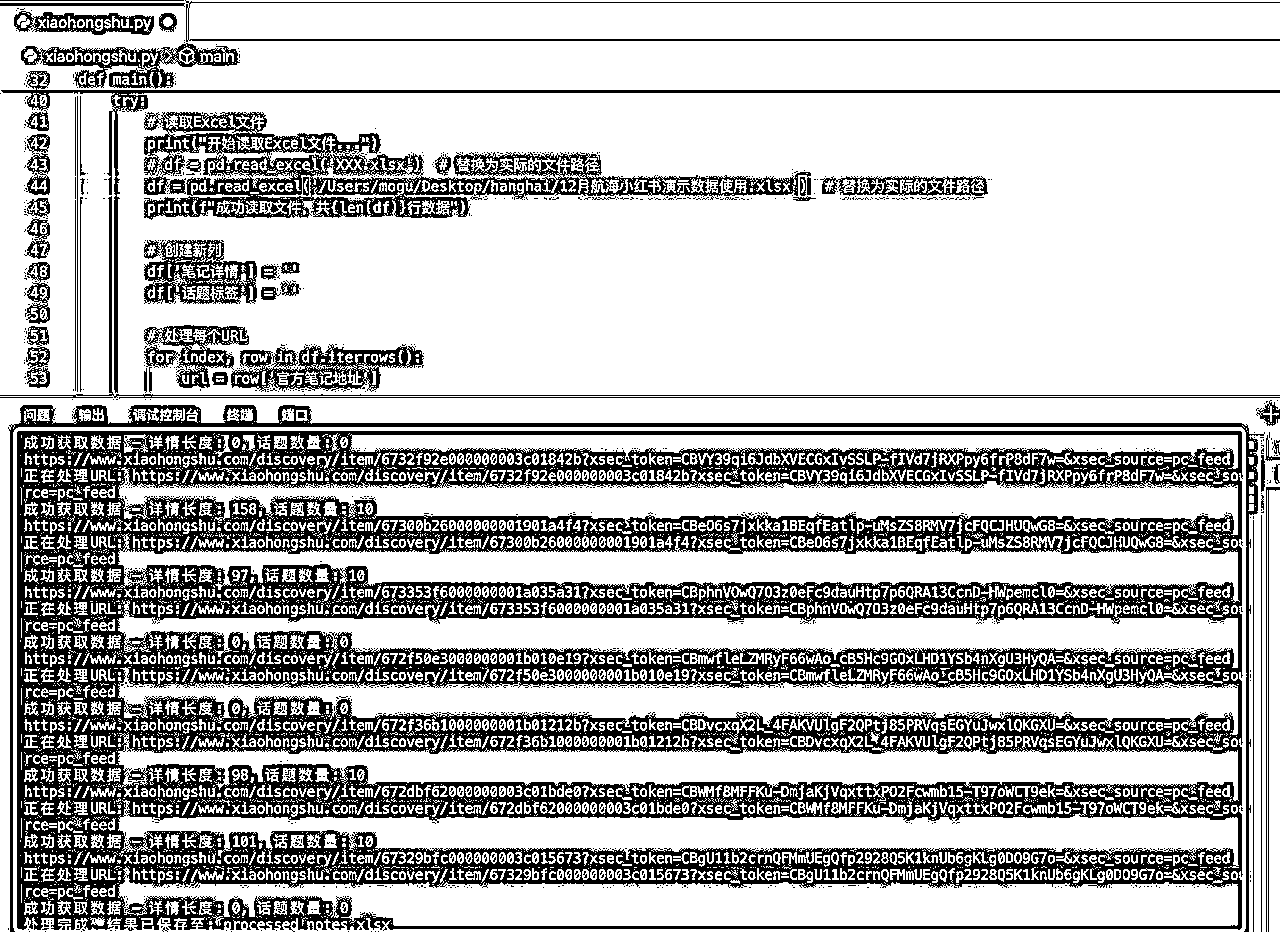 xiaohongshu.py
xiaohongshu.py > main
32 def main():
40 try:
41 # 读取Excel文件
42 print("开始读取Excel文件...")
43 # df = pd.read_excel('XXX.xlsx') # 替换为实际的文件路径
44 df = pd.read_excel('/Users/mogu/Desktop/hanghai/12月航海小红书演示数据使用.xlsx') # 替换为实际的文件路径
45 print(f"成功读取文件，共{len(df)}行数据")
46
47 # 创建新列
48 df['笔记详情'] = ''
49 df['话题标签'] = ''
50
51 # 处理每个URL
52 for index, row in df.iterrows():
53 url = row['官方笔记地址']
问题 输出 调试控制台 终端 端口
成功获取数据 - 详情长度: 0, 话题数量: 0
https://www.xiaohongshu.com/discovery/item/6732f92e000000003c01842b?xsec_token=CBVY39qi6JdbXVECGxIySSLP-fIVd7jRXPpy6frP8dF7w=&xsec_source=pc_feed
正在处理URL: https://www.xiaohongshu.com/discovery/item/6732f92e000000003c01842b?xsec_token=CBVY39qi6JdbXVECGxIySSLP-fIVd7jRXPpy6frP8dF7w=&xsec_sou
rce=pc_feed
成功获取数据 - 详情长度: 158, 话题数量: 10
https://www.xiaohongshu.com/discovery/item/67300b26000000001901a4f4?xsec_token=CBeO6s7jxkka1BEqfEatlp-uMsZS8RMV7jcFQCJHUQwG8=&xsec_source=pc_feed
正在处理URL: https://www.xiaohongshu.com/discovery/item/67300b26000000001901a4f4?xsec_token=CBeO6s7jxkka1BEqfEatlp-uMsZS8RMV7jcFQCJHUQwG8=&xsec_sou
rce=pc_feed
成功获取数据 - 详情长度: 97, 话题数量: 10
https://www.xiaohongshu.com/discovery/item/673353f6000000001a035a31?xsec_token=CBphnVOwQ7O3z0eFc9dauHtp7p6QRA13CcnD-HWpemcl0=&xsec_source=pc_feed
正在处理URL: https://www.xiaohongshu.com/discovery/item/673353f6000000001a035a31?xsec_token=CBphnVOwQ7O3z0eFc9dauHtp7p6QRA13CcnD-HWpemcl0=&xsec_sou
rce=pc_feed
成功获取数据 - 详情长度: 0, 话题数量: 0
https://www.xiaohongshu.com/discovery/item/672f50e3000000001b010e19?xsec_token=CBmwfleLZMRyF66wAo_cB5Hc9GOxLHD1YSb4nXgU3HyQA=&xsec_source=pc_feed
正在处理URL: https://www.xiaohongshu.com/discovery/item/672f50e3000000001b010e19?xsec_token=CBmwfleLZMRyF66wAo_cB5Hc9GOxLHD1YSb4nXgU3HyQA=&xsec_sou
rce=pc_feed
成功获取数据 - 详情长度: 0, 话题数量: 0
https://www.xiaohongshu.com/discovery/item/672f36b1000000001b01212b?xsec_token=CBDvcxqX2L_4FAKVUlgF2QPtj85PRVqsEGYuJwxlQKGXU=&xsec_source=pc_feed
正在处理URL: https://www.xiaohongshu.com/discovery/item/672f36b1000000001b01212b?xsec_token=CBDvcxqX2L_4FAKVUlgF2QPtj85PRVqsEGYuJwxlQKGXU=&xsec_sou
rce=pc_feed
成功获取数据 - 详情长度: 98, 话题数量: 10
https://www.xiaohongshu.com/discovery/item/672dbf62000000003c01bde0?xsec_token=CBWMf8MFFKu-DmjaKjVqxttxPO2Fcwmb15-T97oWCT9ek=&xsec_source=pc_feed
正在处理URL: https://www.xiaohongshu.com/discovery/item/672dbf62000000003c01bde0?xsec_token=CBWMf8MFFKu-DmjaKjVqxttxPO2Fcwmb15-T97oWCT9ek=&xsec_sou
rce=pc_feed
成功获取数据 - 详情长度: 101, 话题数量: 10
https://www.xiaohongshu.com/discovery/item/67329bfc000000003c015673?xsec_token=CBgU11b2crnQFMmUEgQfp2928Q5K1knUb6gKLg0DO9G7o=&xsec_source=pc_feed
正在处理URL: https://www.xiaohongshu.com/discovery/item/67329bfc000000003c015673?xsec_token=CBgU11b2crnQFMmUEgQfp2928Q5K1knUb6gKLg0DO9G7o=&xsec_sou
rce=pc_feed
成功获取数据 - 详情长度: 0, 话题数量: 0
处理完成，结果已保存至: processed_notes.xlsx